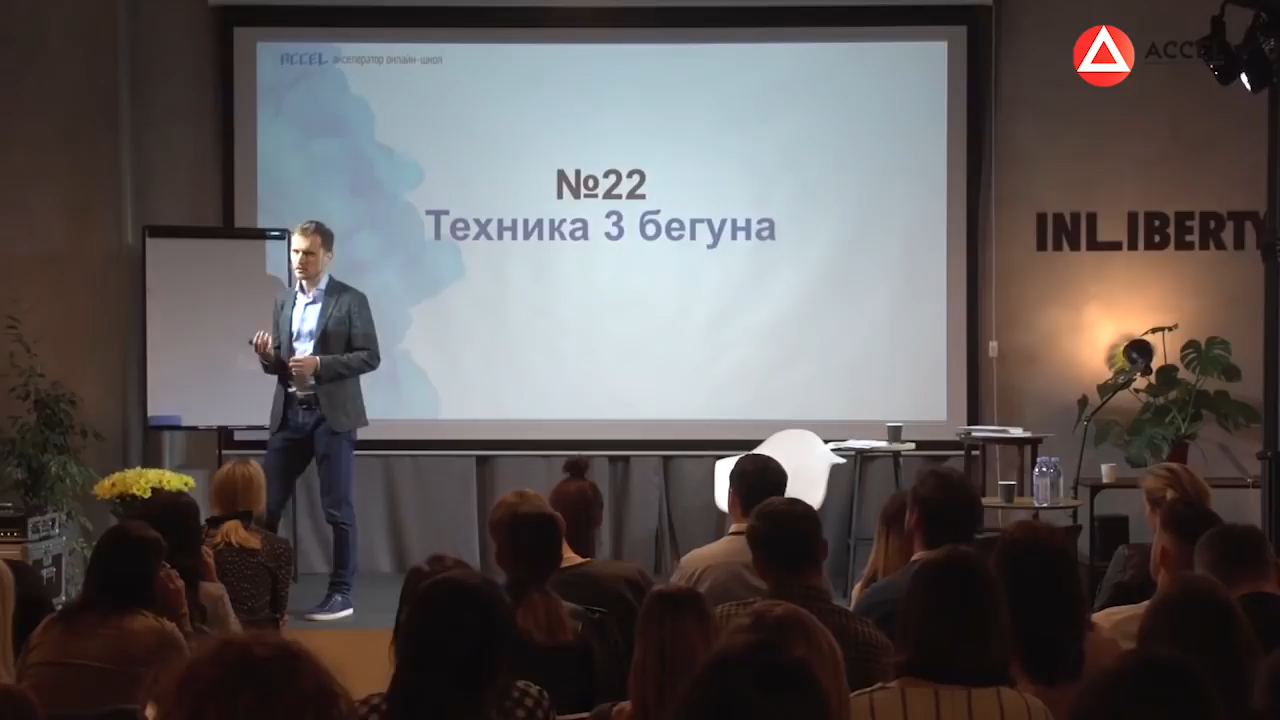 ACCEL акселератор онлайн-школ
№22
Техника 3 бегуна
ACCEL
INLIBERTY